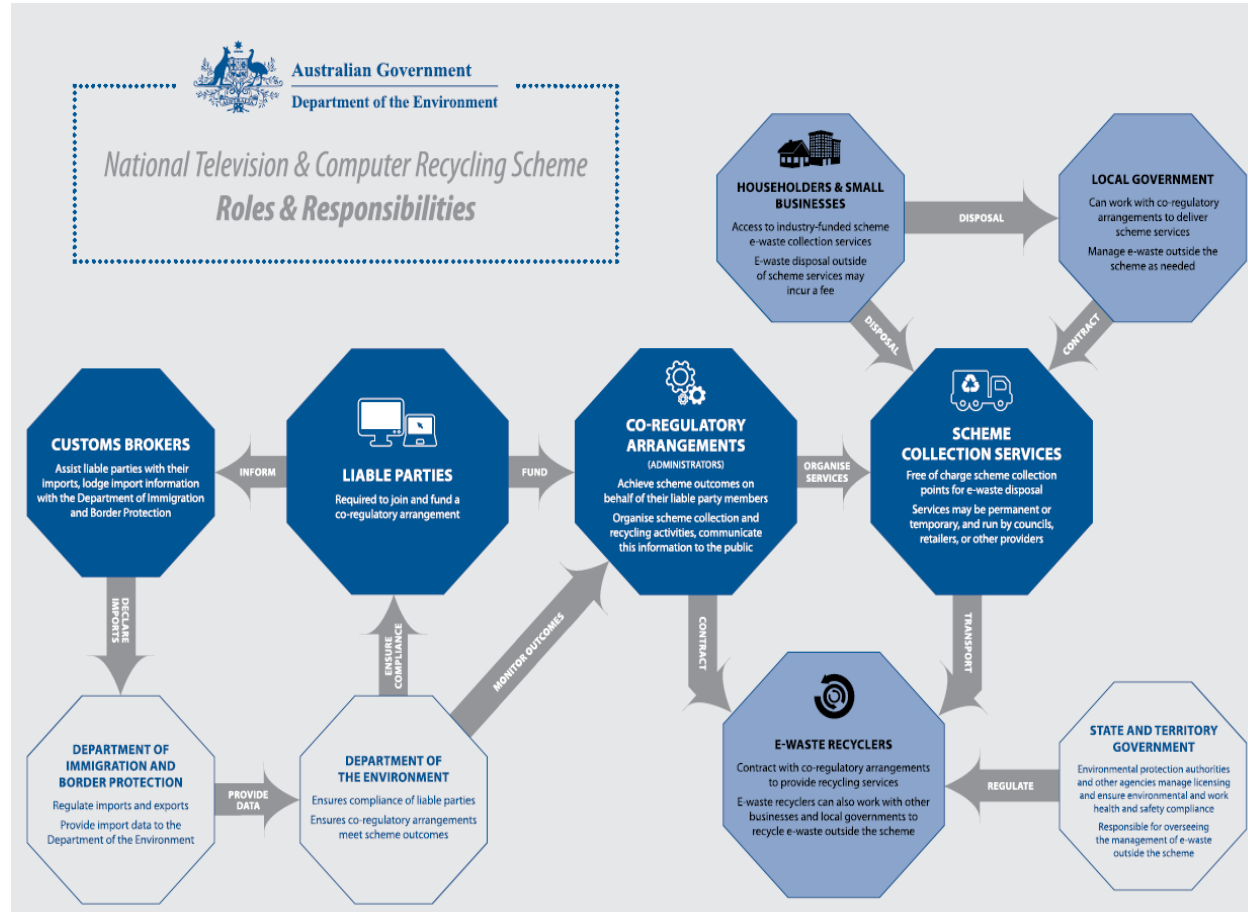 Australian Government
Department of the Environment
National Television & Computer Recycling Scheme
Roles & Responsibilities
HOUSEHOLDERS & SMALL
BUSINESSES
Access to industry-funded scheme
e-waste collection services
E-waste disposal outside
of scheme services may
incur a fee
DISPOSAL
LOCAL GOVERNMENT
Can work with co-regulatory
arrangements to deliver
scheme services
Manage e-waste outside the
scheme as needed
DISPOSAL
CONTRACT
CUSTOMS BROKERS
Assist liable parties with their
imports, lodge import information
with the Department of Immigration
and Border Protection
INFORM
LIABLE PARTIES
Required to join and fund a
co-regulatory arrangement
FUND
CO-REGULATORY
ARRANGEMENTS
(ADMINISTRATORS)
Achieve scheme outcomes on
behalf of their liable party members
Organise scheme collection and
recycling activities, communicate
this information to the public
ORGANISE
SERVICES
SCHEME
COLLECTION SERVICES
Free of charge scheme collection
points for e-waste disposal
Services may be permanent or
temporary, and run by councils,
retailers, or other providers
DECLARE
IMPORTS
ENSURE
COMPLIANCE
MONITOR OUTCOMES
CONTRACT
TRANSPORT
DEPARTMENT OF
IMMIGRATION AND
BORDER PROTECTION
Regulate imports and exports
Provide import data to the
Department of the Environment
PROVIDE
DATA
DEPARTMENT OF
THE ENVIRONMENT
Ensures compliance of liable parties
Ensures co-regulatory arrangements
meet scheme outcomes
E-WASTE RECYCLERS
Contract with co-regulatory arrangements
to provide recycling services
E-waste recyclers can also work with other
businesses and local governments to
recycle e-waste outside the scheme
REGULATE
STATE AND TERRITORY
GOVERNMENT
Environmental protection authorities
and other agencies manage licensing
and ensure environmental and work
health and safety compliance
Responsible for overseeing
the management of e-waste
outside the scheme